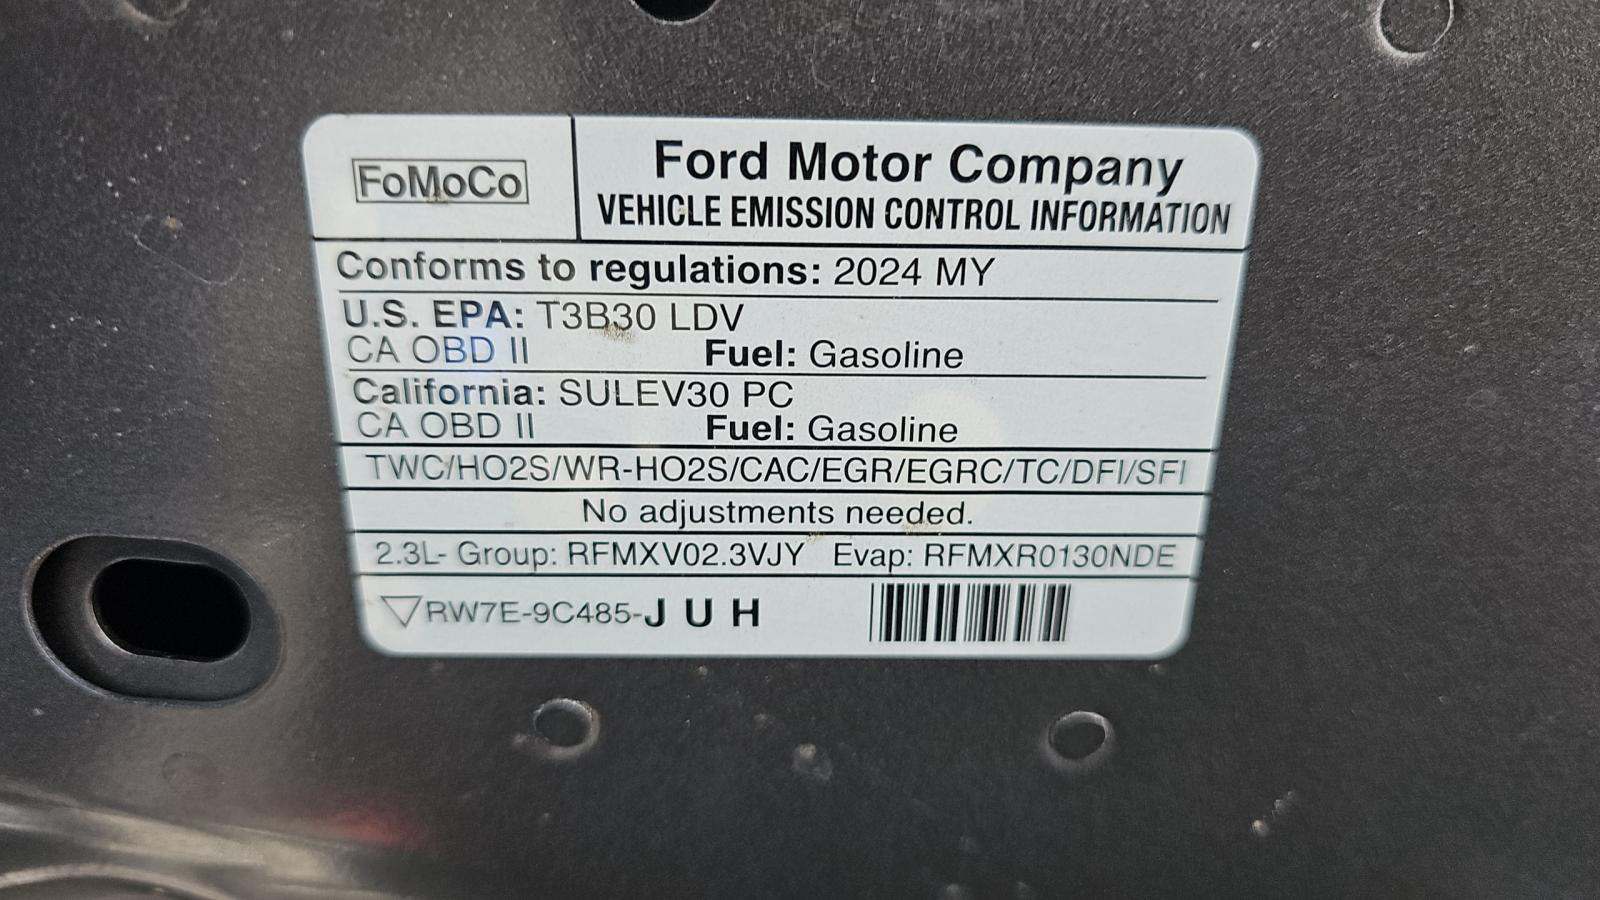 FoMoCo
Ford Motor Company
VEHICLE EMISSION CONTROL INFORMATION
Conforms to regulations: 2024 MY
U.S. EPA: T3B30 LDV
CA OBD II Fuel: Gasoline
California: SULEV30 PC
CA OBD II Fuel: Gasoline
TWC/HO2S/WR-HO2S/CAC/EGR/EGRC/TC/DFI/SFI
No adjustments needed.
2.3L- Group: RFMXV02.3VJY Evap: RFMXR0130NDE
RW7E-9C485-J U H